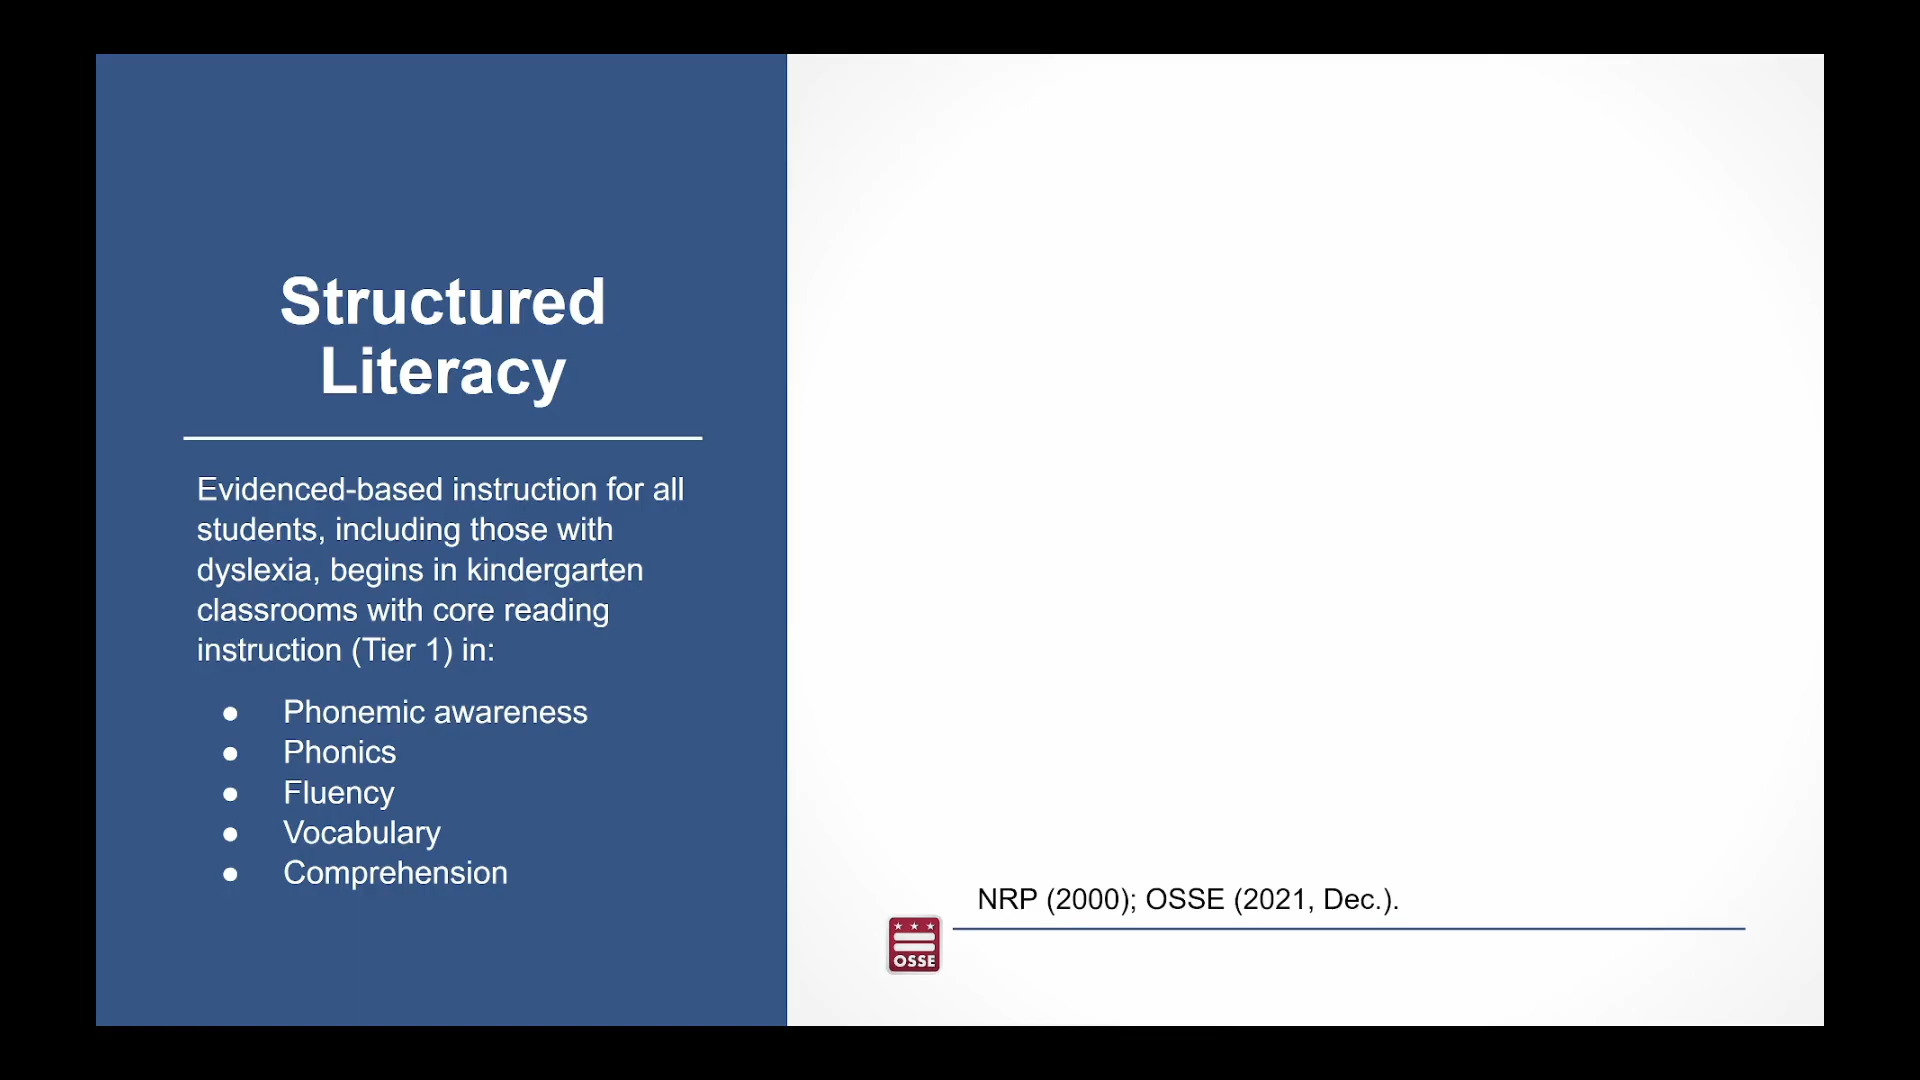 Structured
Literacy
Evidenced-based instruction for all
students, including those with
dyslexia, begins in kindergarten
classrooms with core reading
instruction (Tier 1) in:
● Phonemic awareness
● Phonics
● Fluency
● Vocabulary
● Comprehension
NRP (2000); OSSE (2021, Dec.).
OSSE